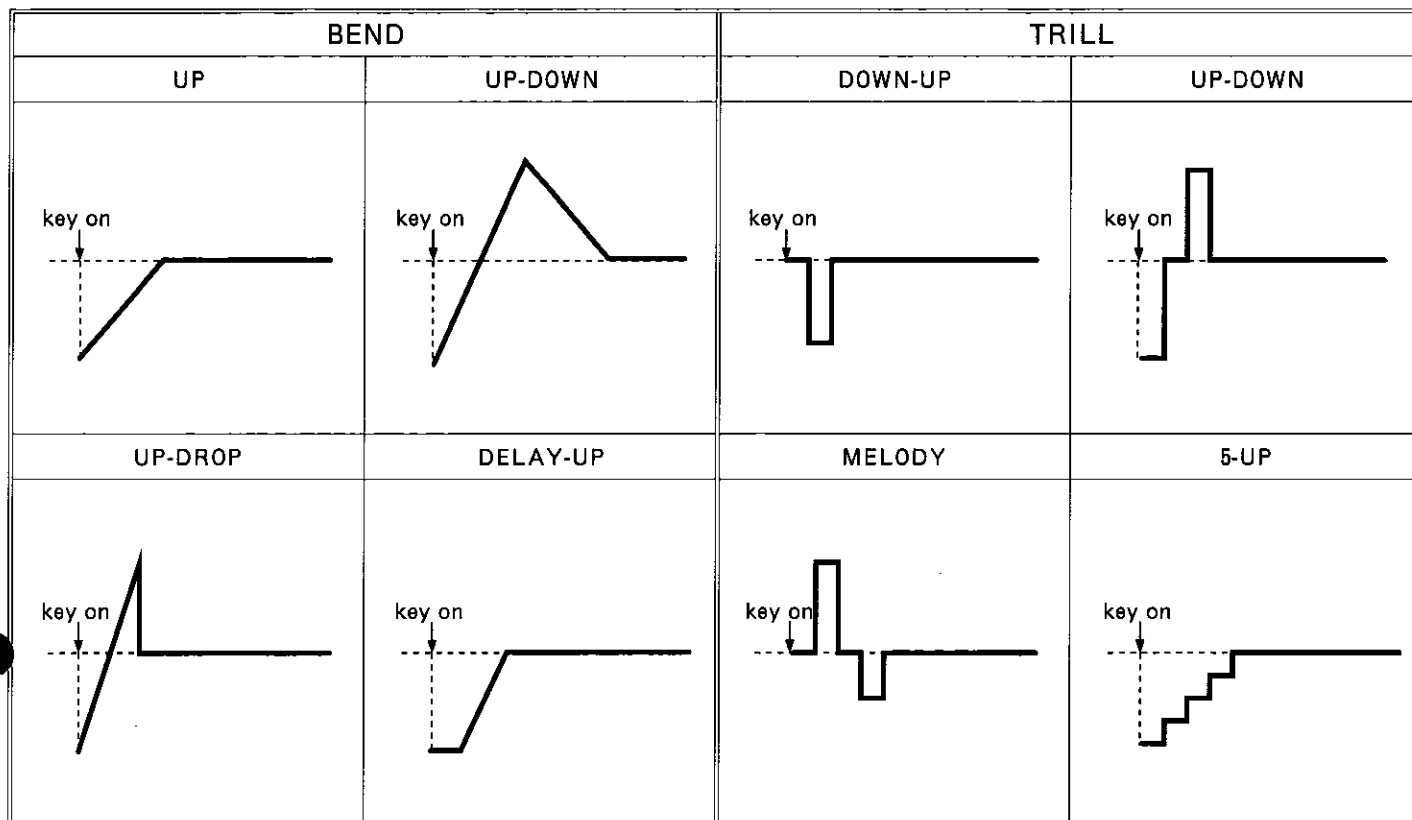 BEND TRILL
UP UP-DOWN DOWN-UP UP-DOWN
key on key on key on key on
UP-DROP DELAY-UP MELODY 5-UP
key on key on key on key on